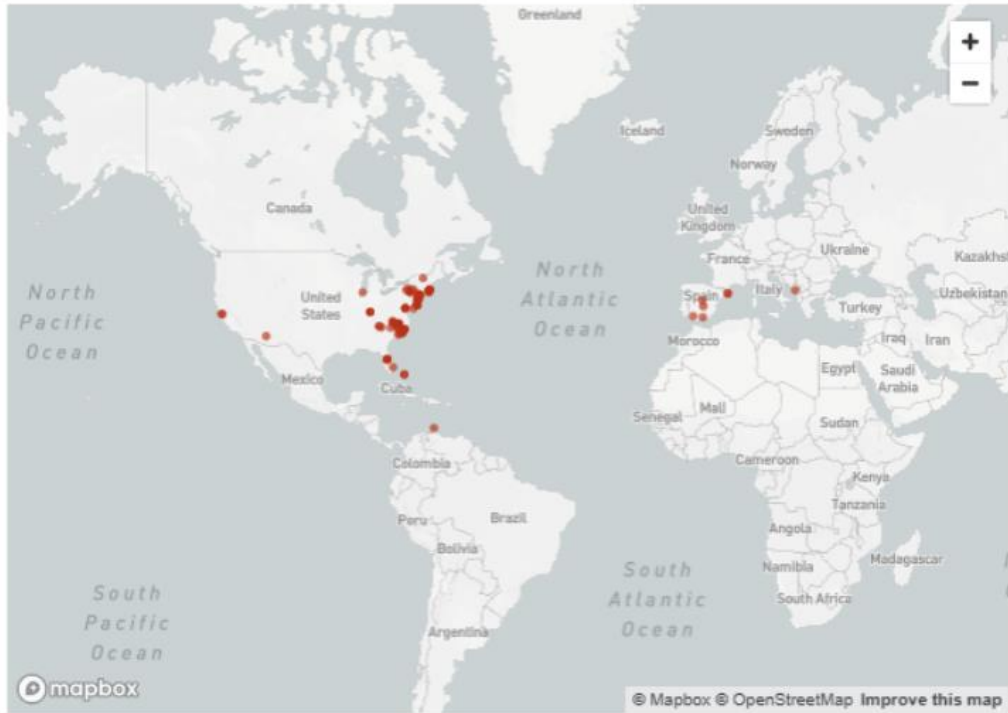 Greenland
+
−
Iceland
Sweden
Norway
Canada
United
Kingdom
Ukraine
France
Kazakhst
North
Pacific
Ocean
United
States
North
Atlantic
Ocean
Spain
Italy
Uzbekistan
Turkey
Morocco
Iraq
Iran
Mexico
Cuba
Egypt
Saudi
Arabia
Senegal
Mali
Sudan
Colombia
Cameroon
Kenya
Tanzania
Peru
Brazil
Angola
Bolivia
Madagascar
Namibia
South
Pacific
Ocean
South
Atlantic
Ocean
South Africa
Argentina
mapbox
© Mapbox © OpenStreetMap Improve this map